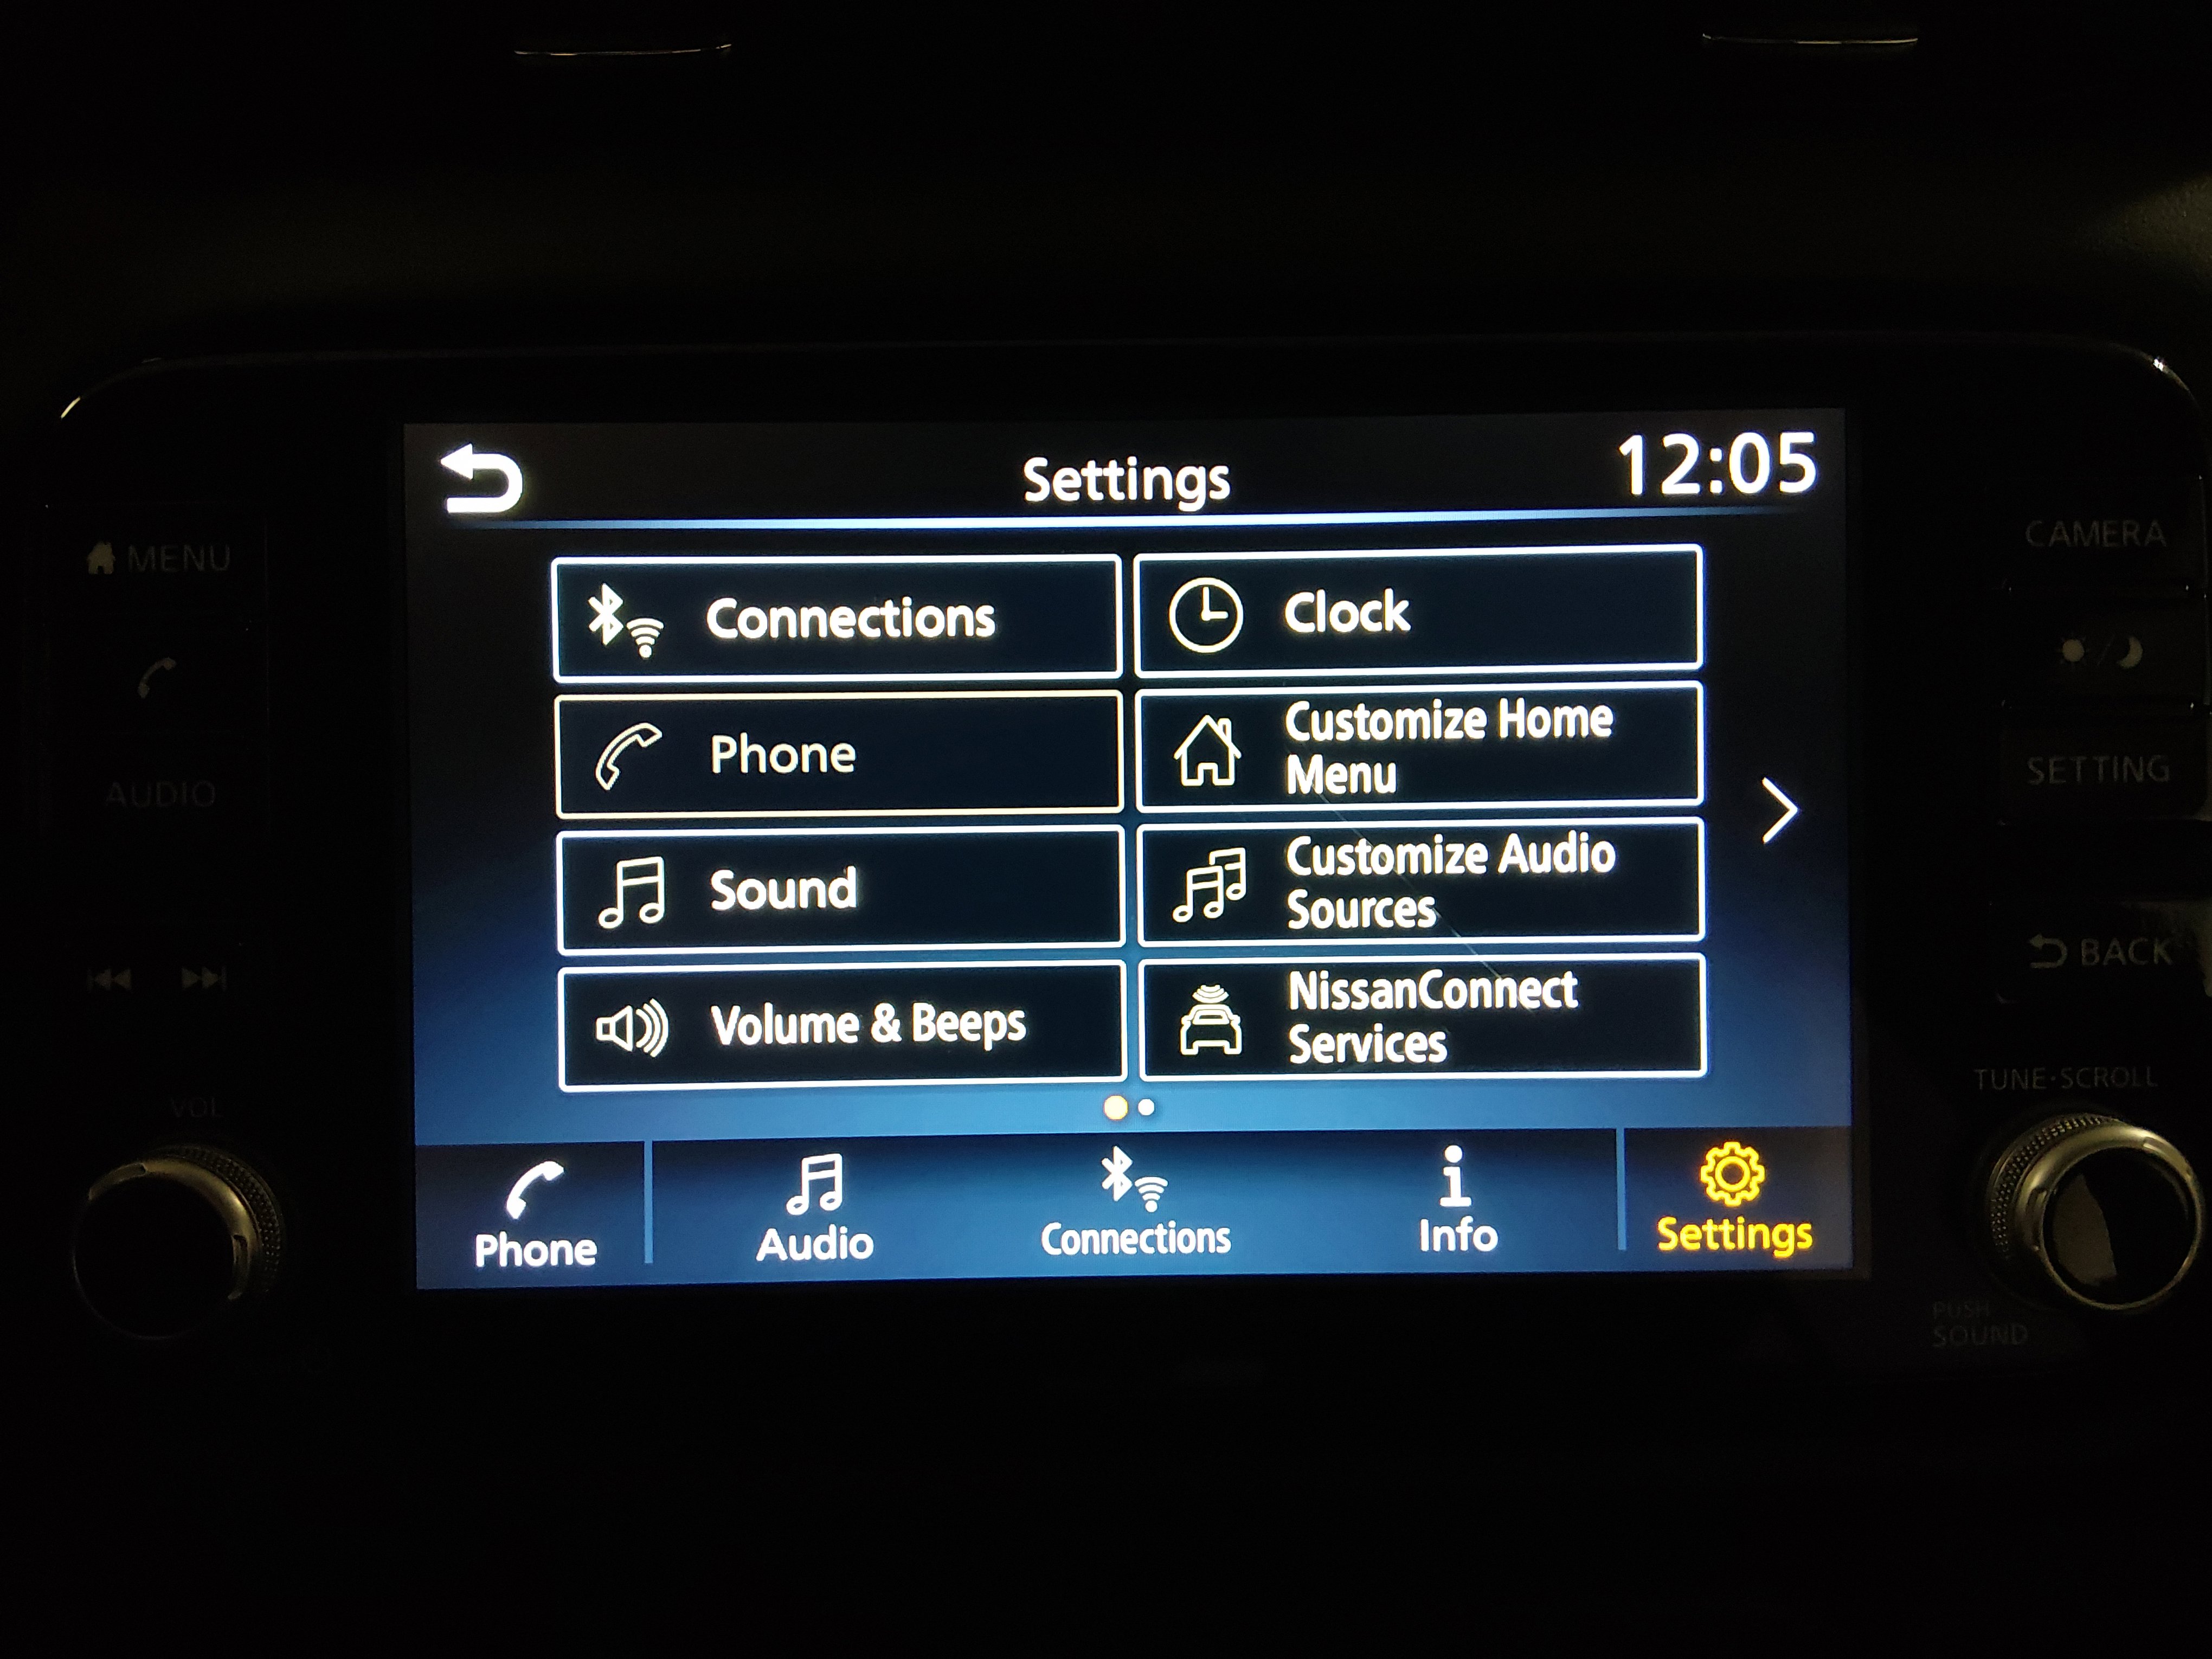 Settings
12:05
MENU
AUDIO
VOL
Connections
Clock
Phone
Customize Home
Menu
Sound
Customize Audio
Sources
Volume & Beeps
NissanConnect
Services
Phone
Audio
Connections
Info
Settings
CAMERA
SETTING
BACK
TUNE·SCROLL
PUSH
SOUND